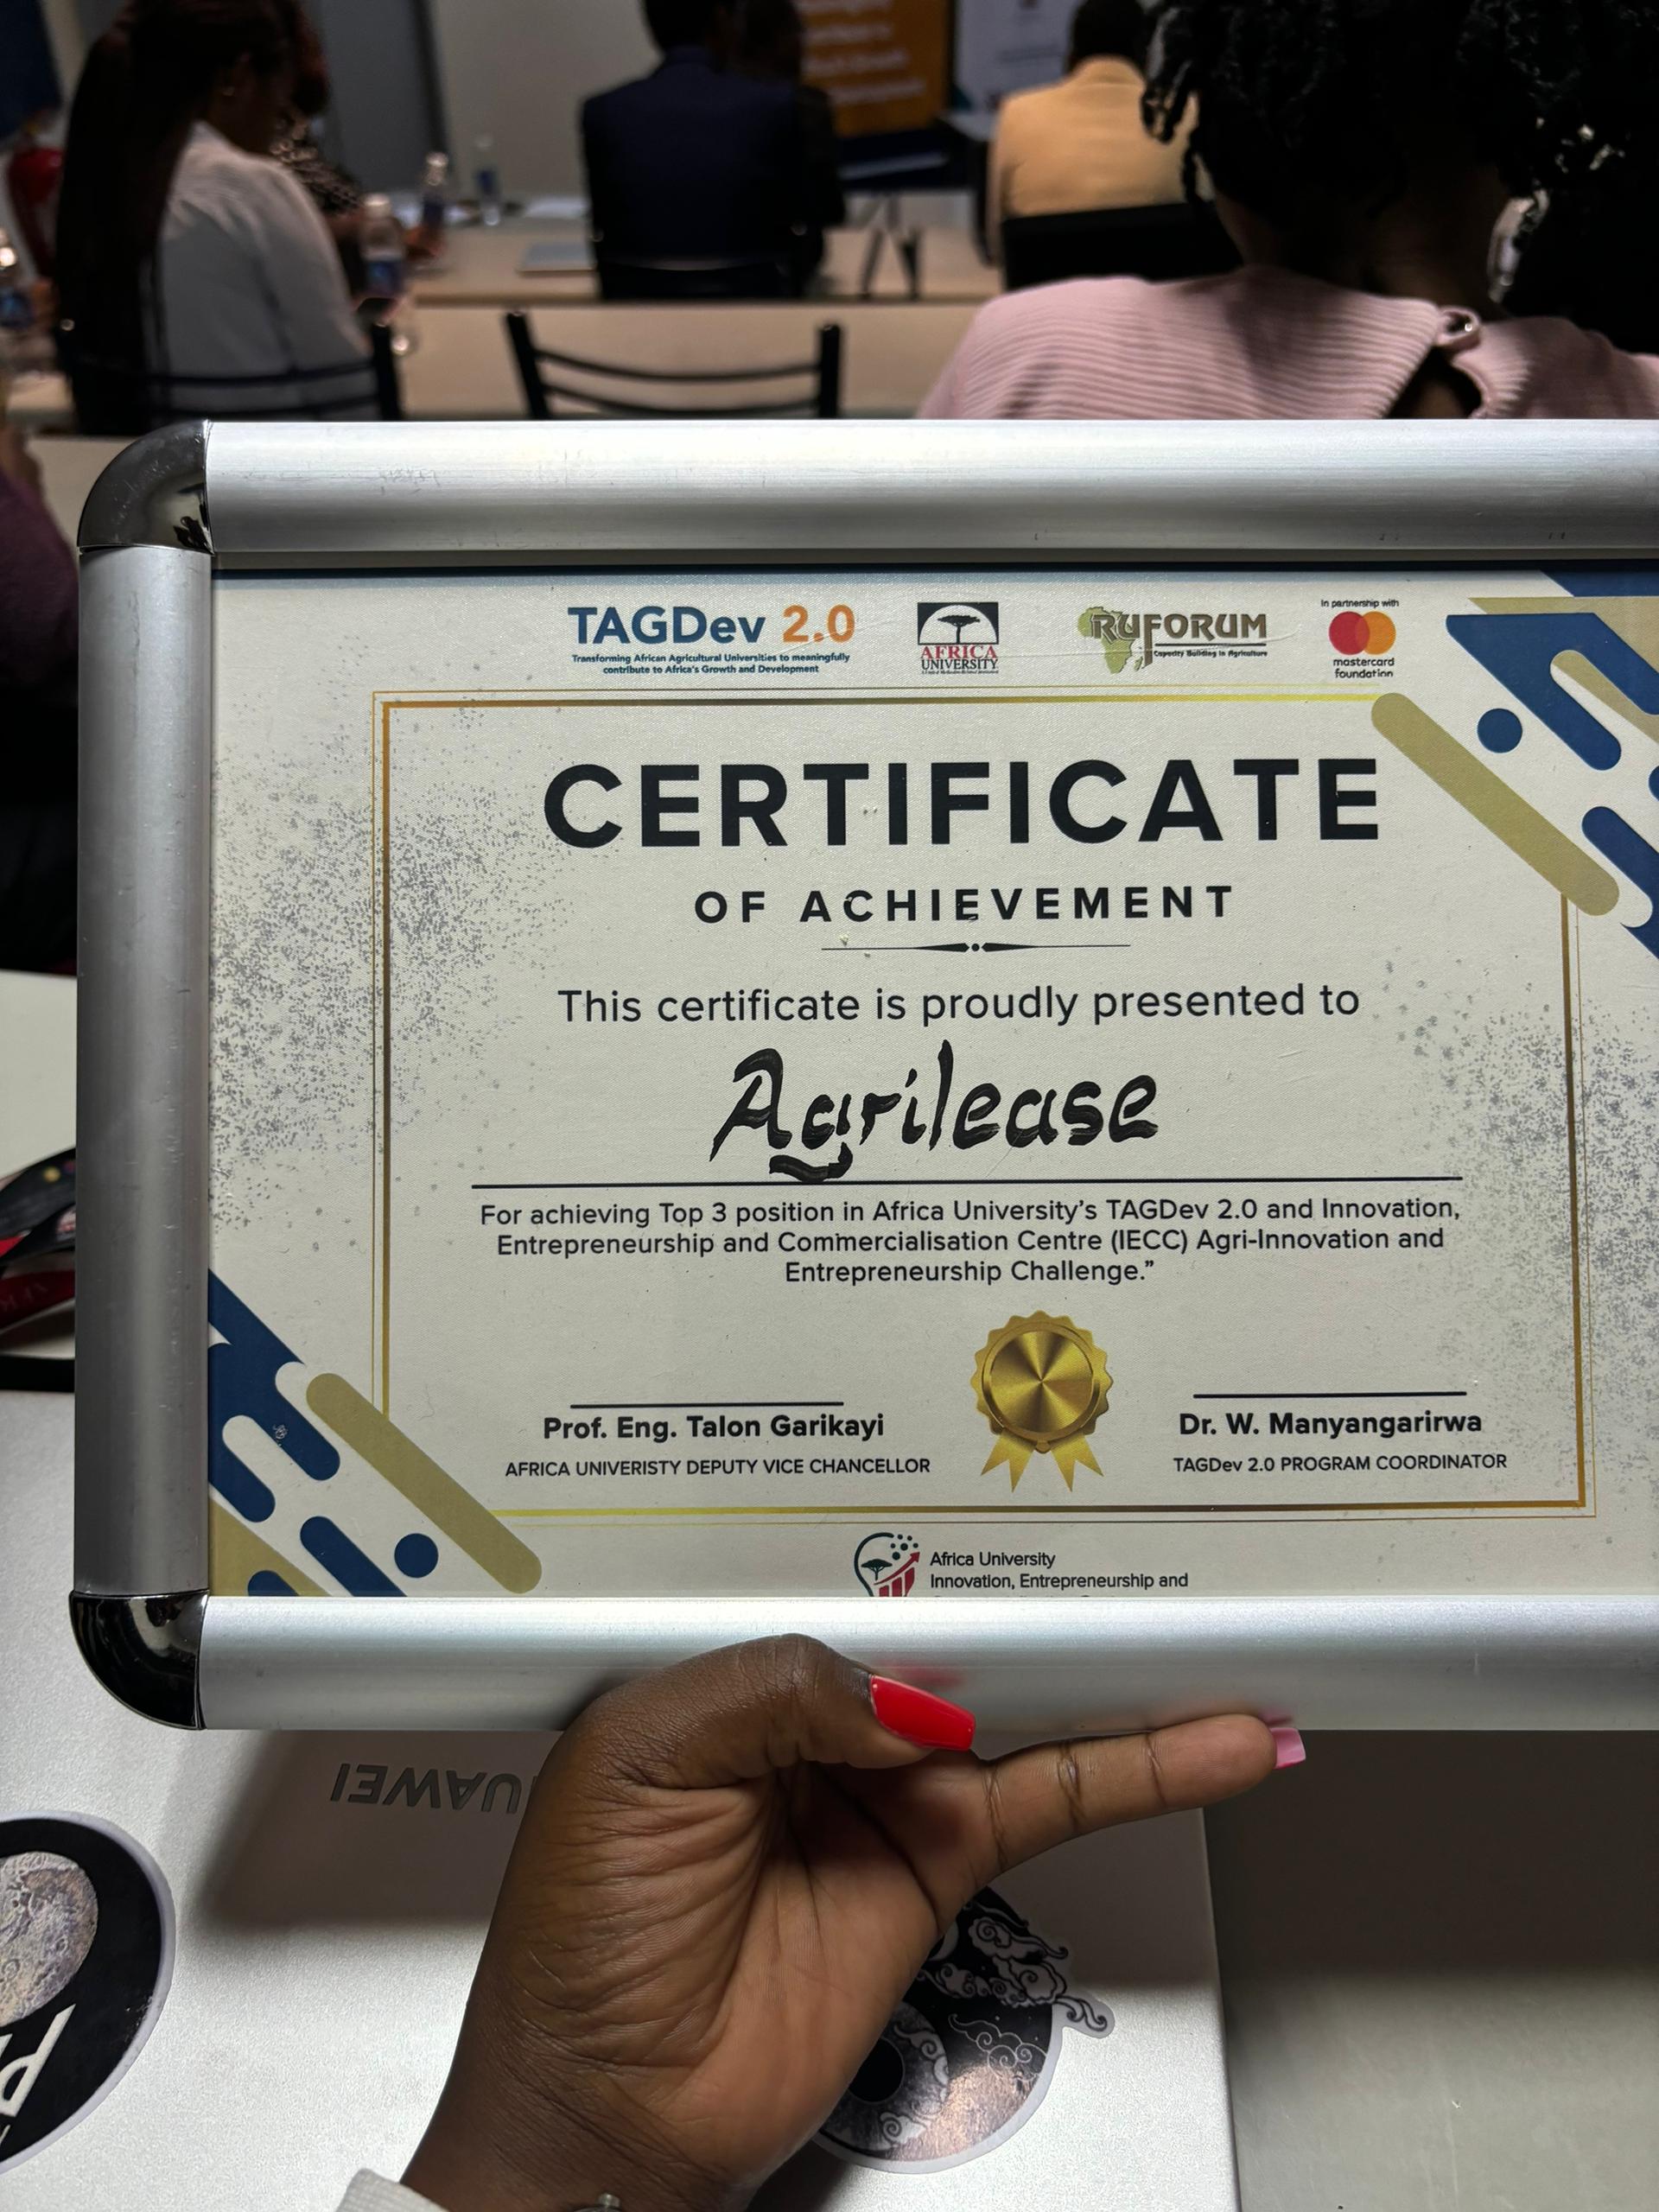 TAGDev 2.0
Transforming African Agricultural Universities to meaningfully
contribute to Africa's Growth and Development
AFRICA
UNIVERSITY
RUFORUM
Capacity Building in Agriculture
In partnership with
mastercard
foundation
CERTIFICATE
OF ACHIEVEMENT
This certificate is proudly presented to
Agrilease
For achieving Top 3 position in Africa University's TAGDev 2.0 and Innovation,
Entrepreneurship and Commercialisation Centre (IECC) Agri-Innovation and
Entrepreneurship Challenge.”
Prof. Eng. Talon Garikayi
AFRICA UNIVERISTY DEPUTY VICE CHANCELLOR
Dr. W. Manyangarirwa
TAGDev 2.0 PROGRAM COORDINATOR
Africa University
Innovation, Entrepreneurship and
HUAWEI